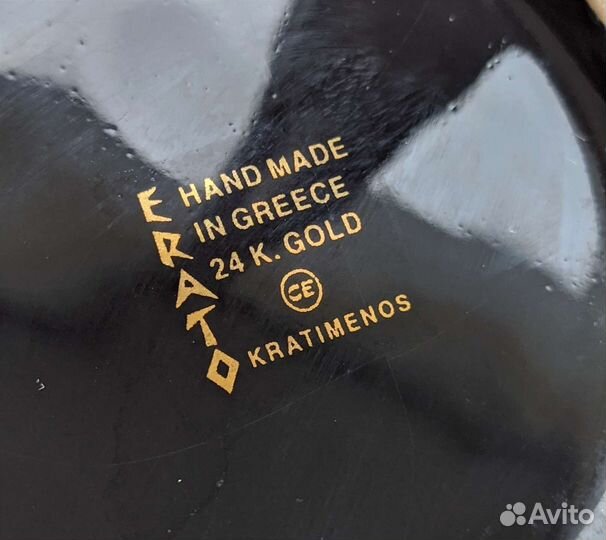 ERATO
HAND MADE
IN GREECE
24 K. GOLD
CE
KRATIMENOS
Avito